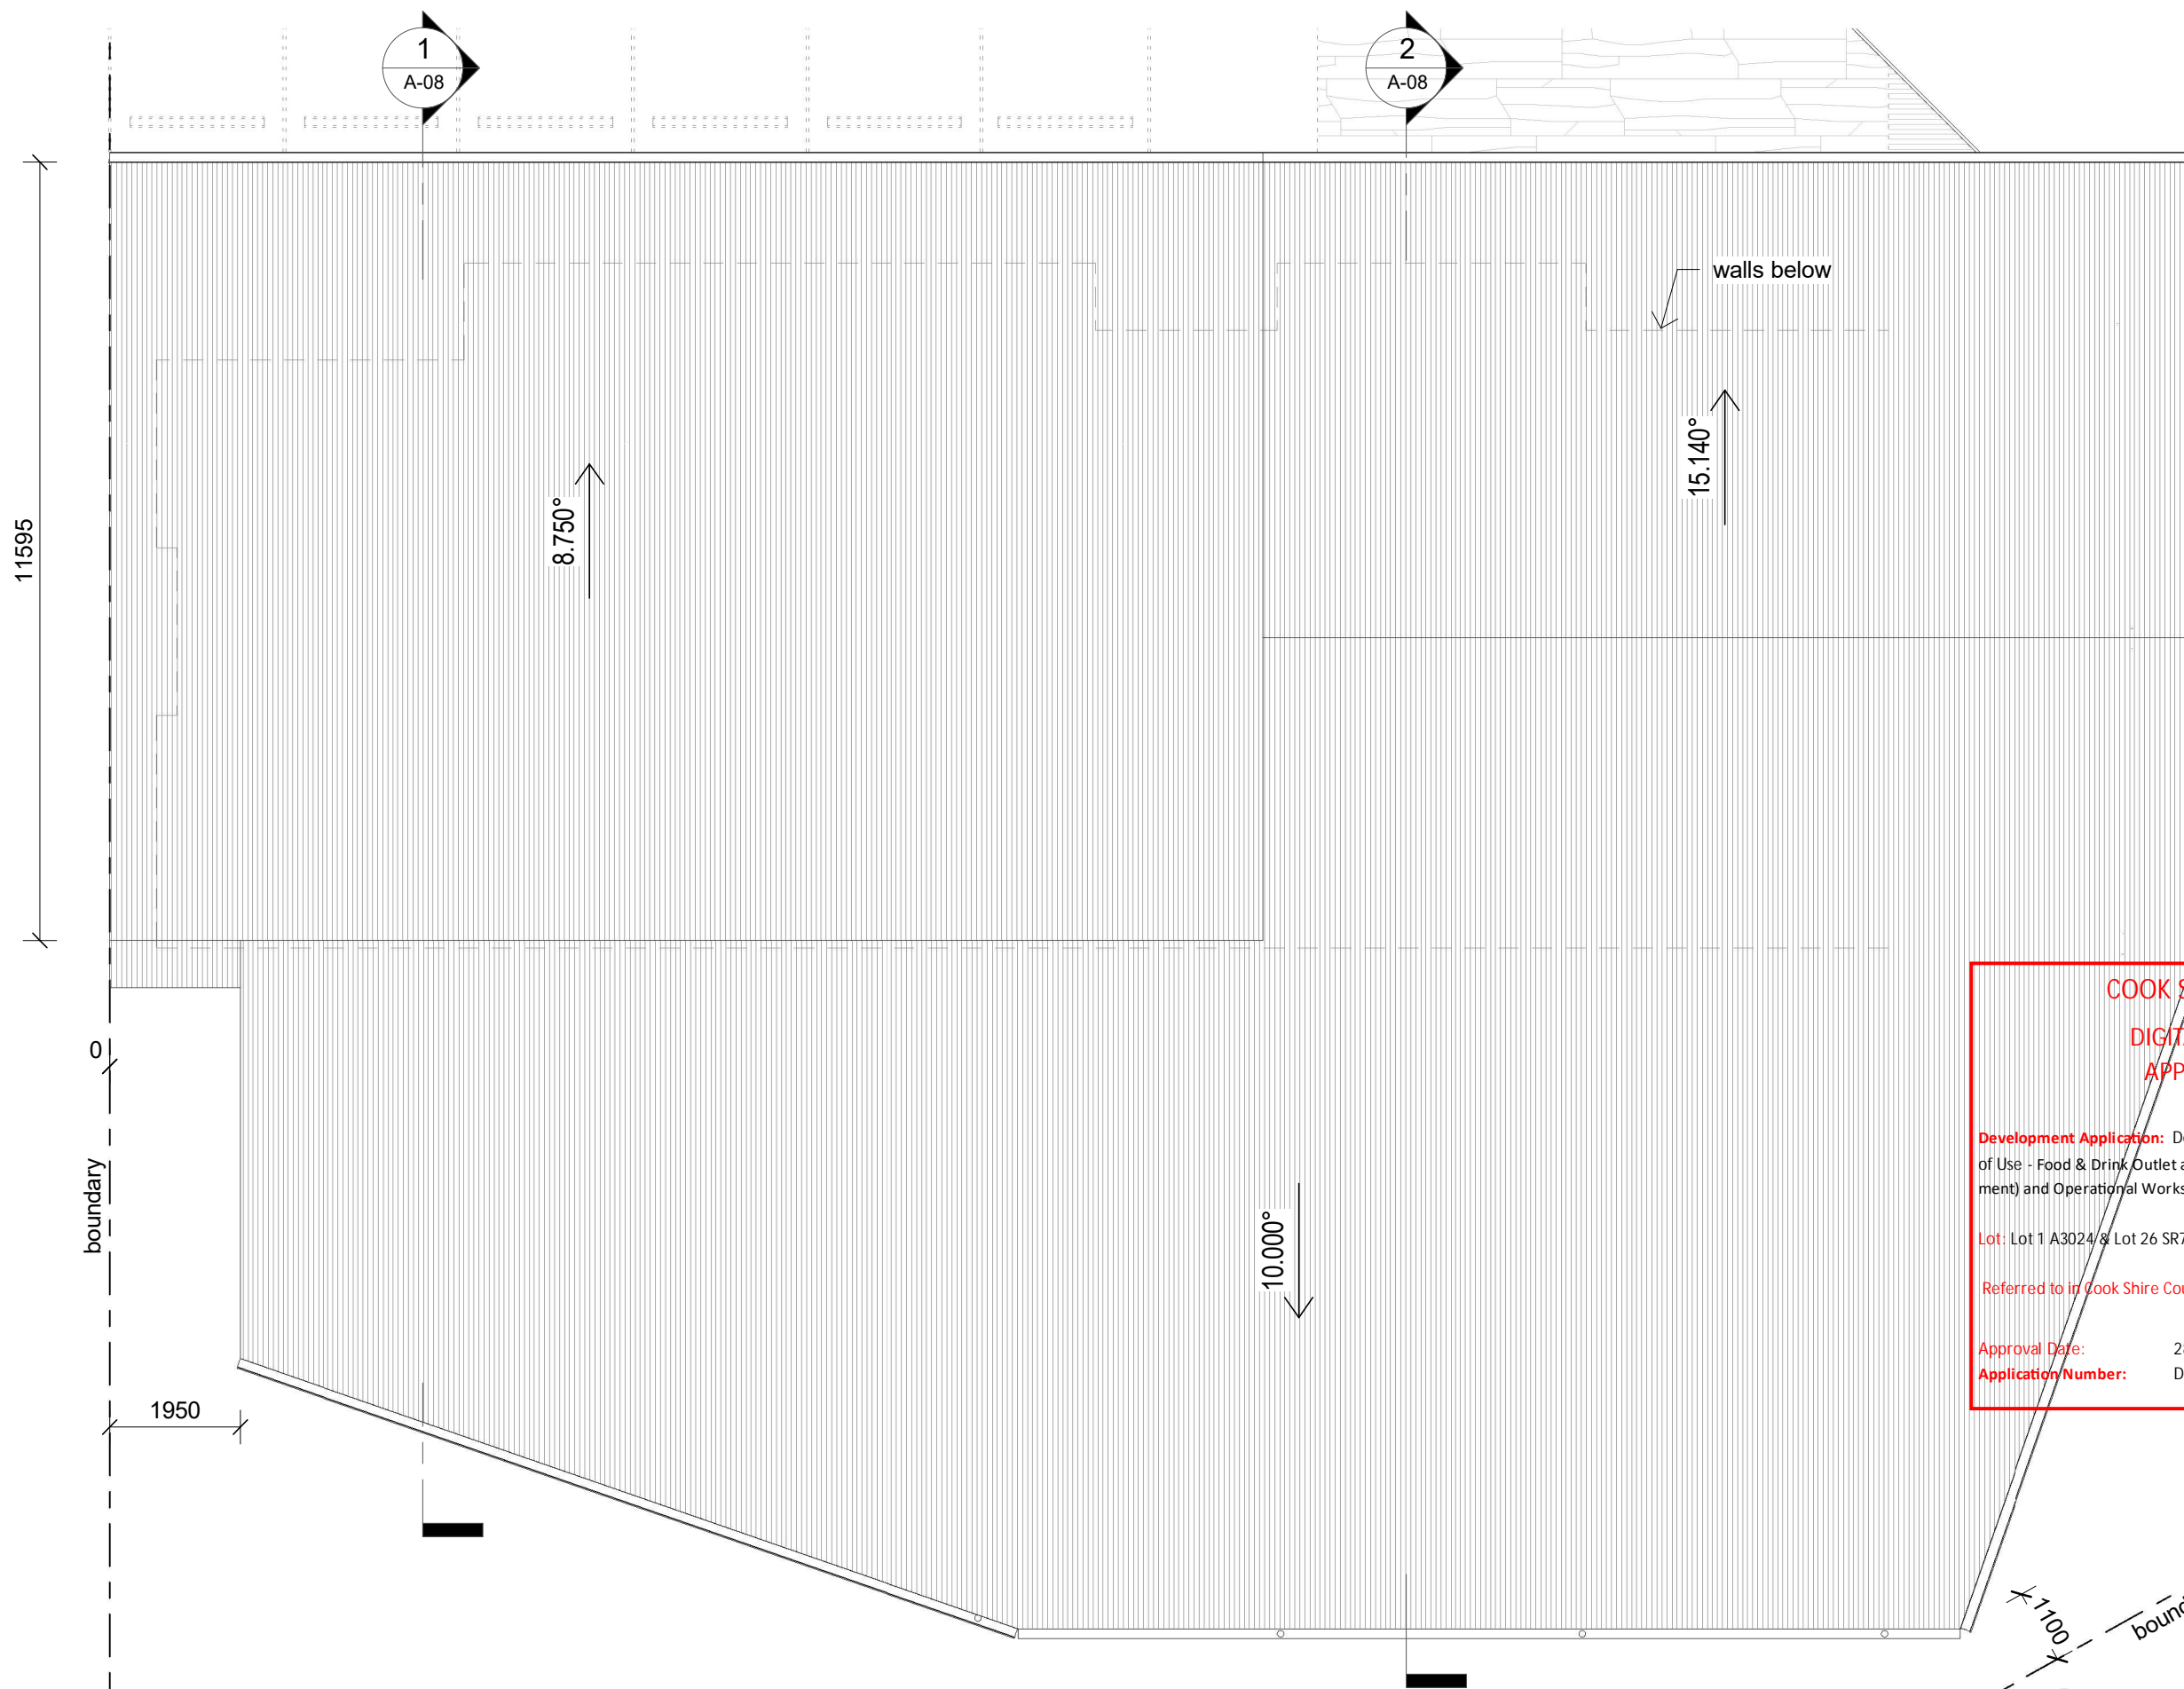 1
A-08
2
A-08
walls below
15.140°
8.750°
11595
COOK
0
boundary
Development Application:
of Use - Food & Drink Outlet
ment) and Operational Works
Lot: Lot 1 A3024 & Lot 26
10.000°
Referred to in Cook Shire
Approval Date:
Application Number:
1950
1100